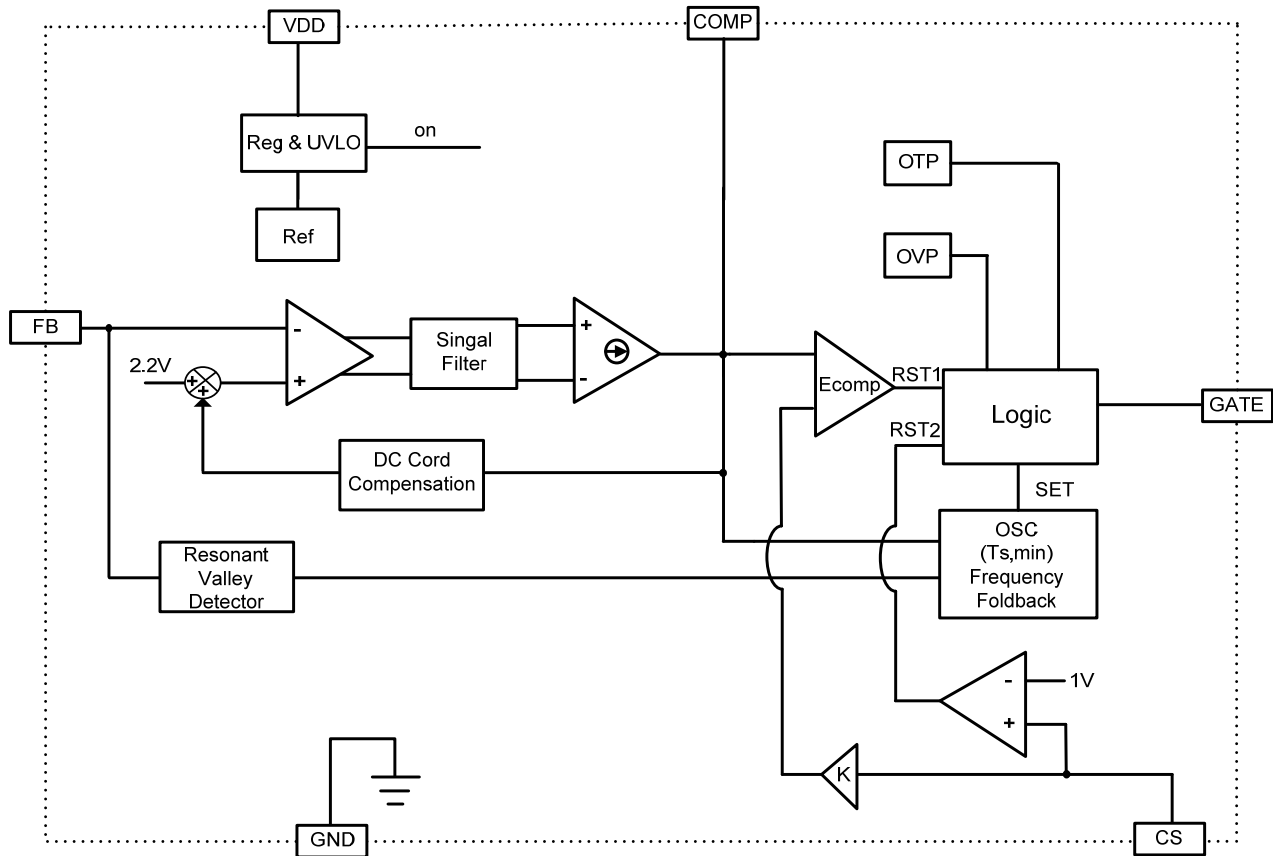 VDD
COMP
Reg & UVLO
on
Ref
OTP
OVP
FB
2.2V
+
+
-
+
Singal
Filter
+
-
Ecomp
RST1
RST2
Logic
GATE
DC Cord
Compensation
SET
OSC
(Ts,min)
Frequency
Foldback
Resonant
Valley
Detector
-
+
1V
K
GND
CS